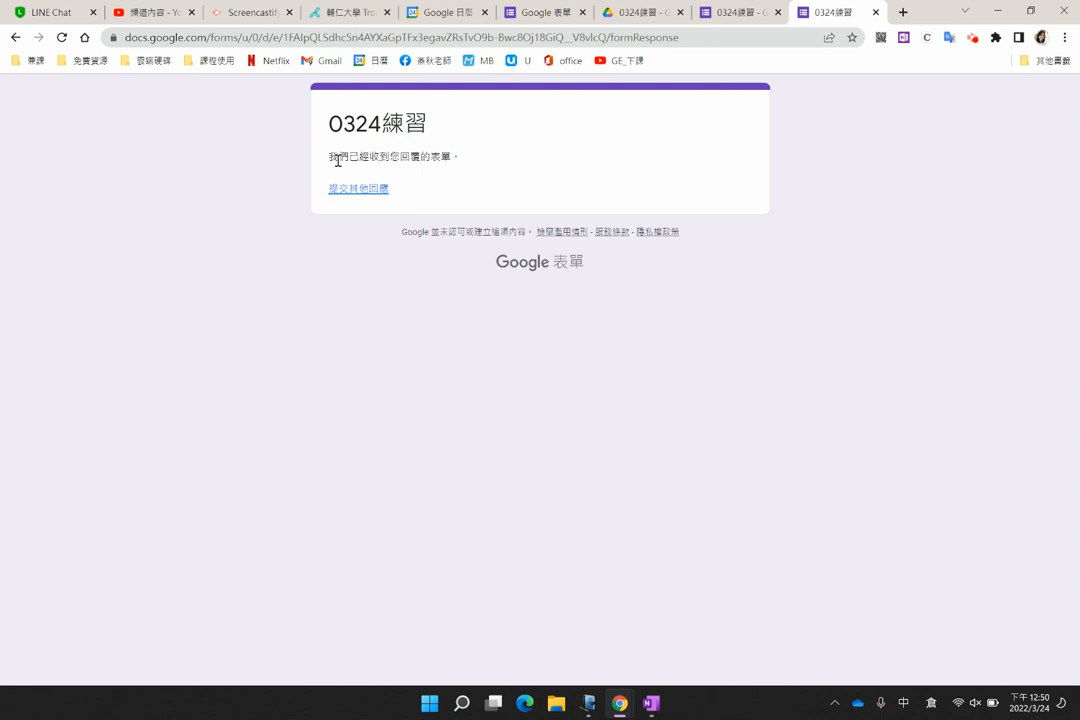 LINE Chat
頻道內容 - Yo
Screencastify
輔仁大學 Tron
Google 日曆
Google 表單
0324練習 - G
0324練習 - G
0324練習
docs.google.com/forms/u/0/d/e/1FAIpQLSdhc5n4AYXaGpTFx3egavZRsTvO9b-Bwc8Oj18GiQ__V8vlcQ/formResponse
兼課
免費資源
雲端硬碟
課程使用
Netflix
Gmail
日曆
燕秋老師
MB
U
office
GE_下課
其他書籤
0324練習
我們已經收到您回覆的表單。
提交其他回應
Google 並未認可或建立這項內容。 檢舉濫用情形 - 服務條款 - 隱私權政策
Google 表單
中
倉
下午 12:50
2022/3/24